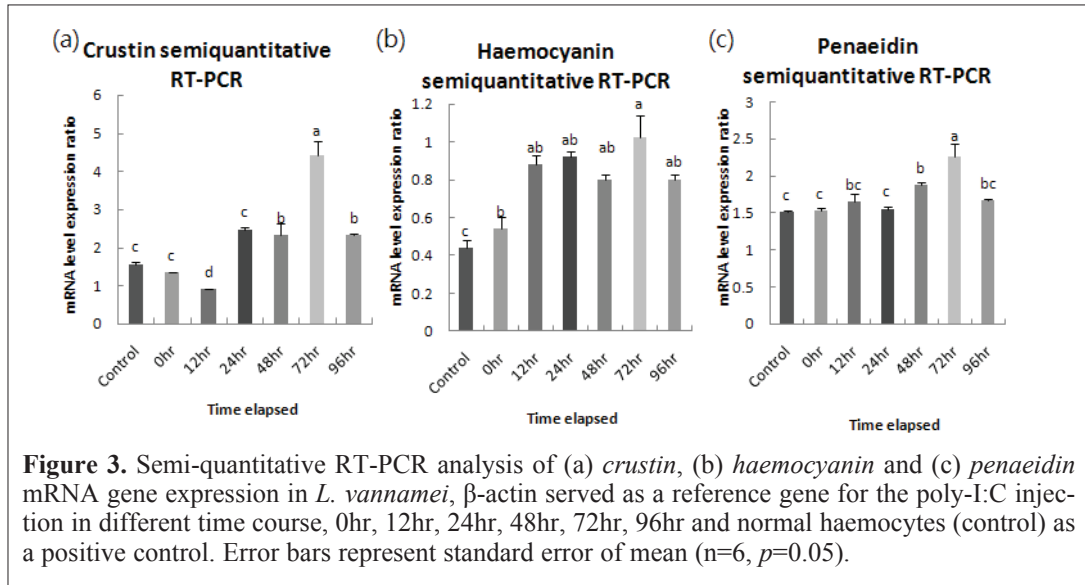 (a) Crustin semiquantitative
RT-PCR
6
5
4
3
2
1
0
mRNA level expression ratio
c
c
d
c
b
a
b
Control
0hr
12hr
24hr
48hr
72hr
96hr
Time elapsed
(b) Haemocyanin
semiquantitative RT-PCR
1.2
1
0.8
0.6
0.4
0.2
0
mRNA level expression ratio
c
b
ab
ab
ab
a
ab
Control
0hr
12hr
24hr
48hr
72hr
96hr
Time elapsed
(c) Penaeidin
semiquantitative RT-PCR
3
2.5
2
1.5
1
0.5
0
mRNA level expression ratio
c
c
bc
c
b
a
bc
Control
0hr
12hr
24hr
48hr
72hr
96hr
Time elapsed
Figure 3. Semi-quantitative RT-PCR analysis of (a) crustin, (b) haemocyanin and (c) penaeidin
mRNA gene expression in L. vannamei, β-actin served as a reference gene for the poly-I:C injec-
tion in different time course, 0hr, 12hr, 24hr, 48hr, 72hr, 96hr and normal haemocytes (control) as
a positive control. Error bars represent standard error of mean (n=6, p=0.05).